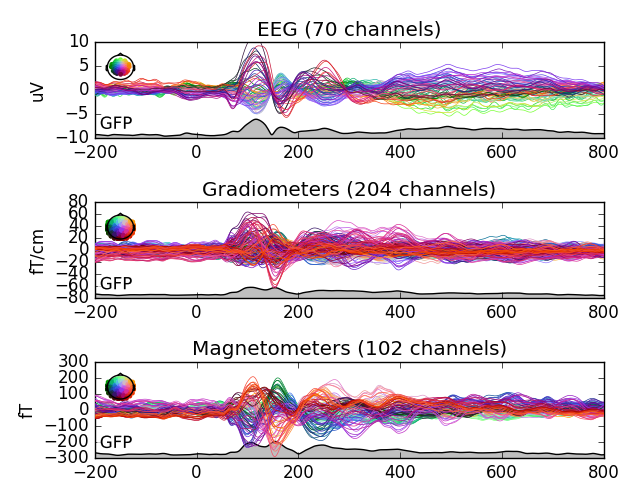 EEG (70 channels)
10
5
0
−5
−10
uV
GFP
−200 0 200 400 600 800
Gradiometers (204 channels)
80
60
40
20
0
−20
−40
−60
−80
fT/cm
GFP
−200 0 200 400 600 800
Magnetometers (102 channels)
300
200
100
0
−100
−200
−300
fT
GFP
−200 0 200 400 600 800